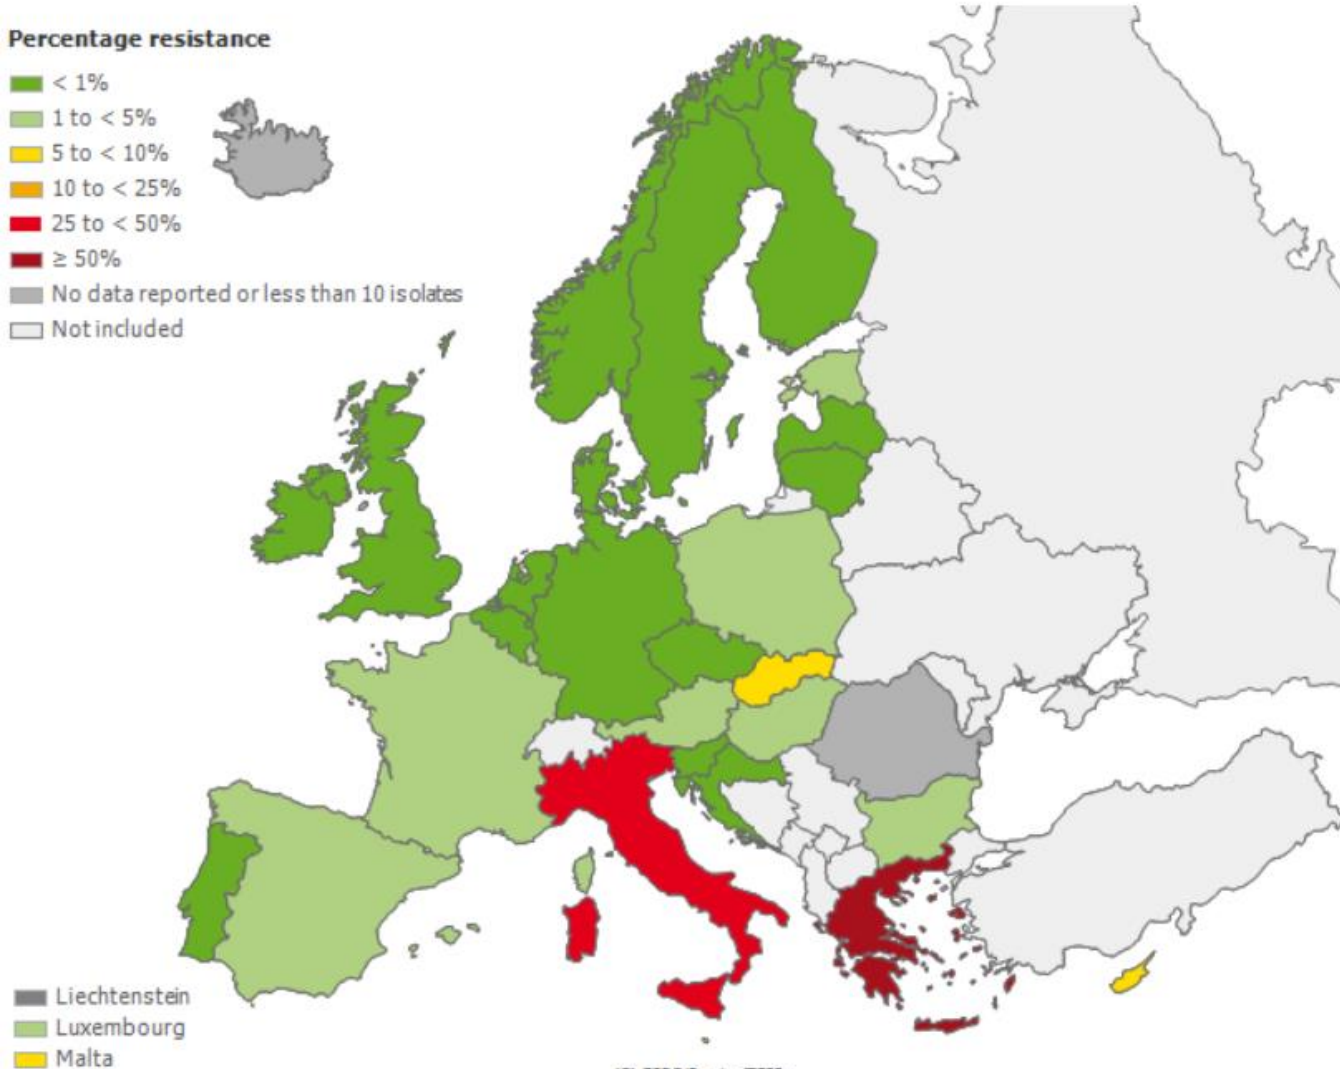 Percentage resistance
< 1%
1 to < 5%
5 to < 10%
10 to < 25%
25 to < 50%
≥ 50%
No data reported or less than 10 isolates
Not included
Liechtenstein
Luxembourg
Malta